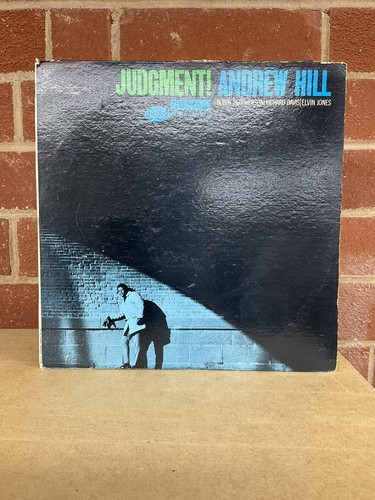 JUDGMENT! ANDREW HILL
BOBBY HUTCHERSON/RICHARD DAVIS/ELVIN JONES